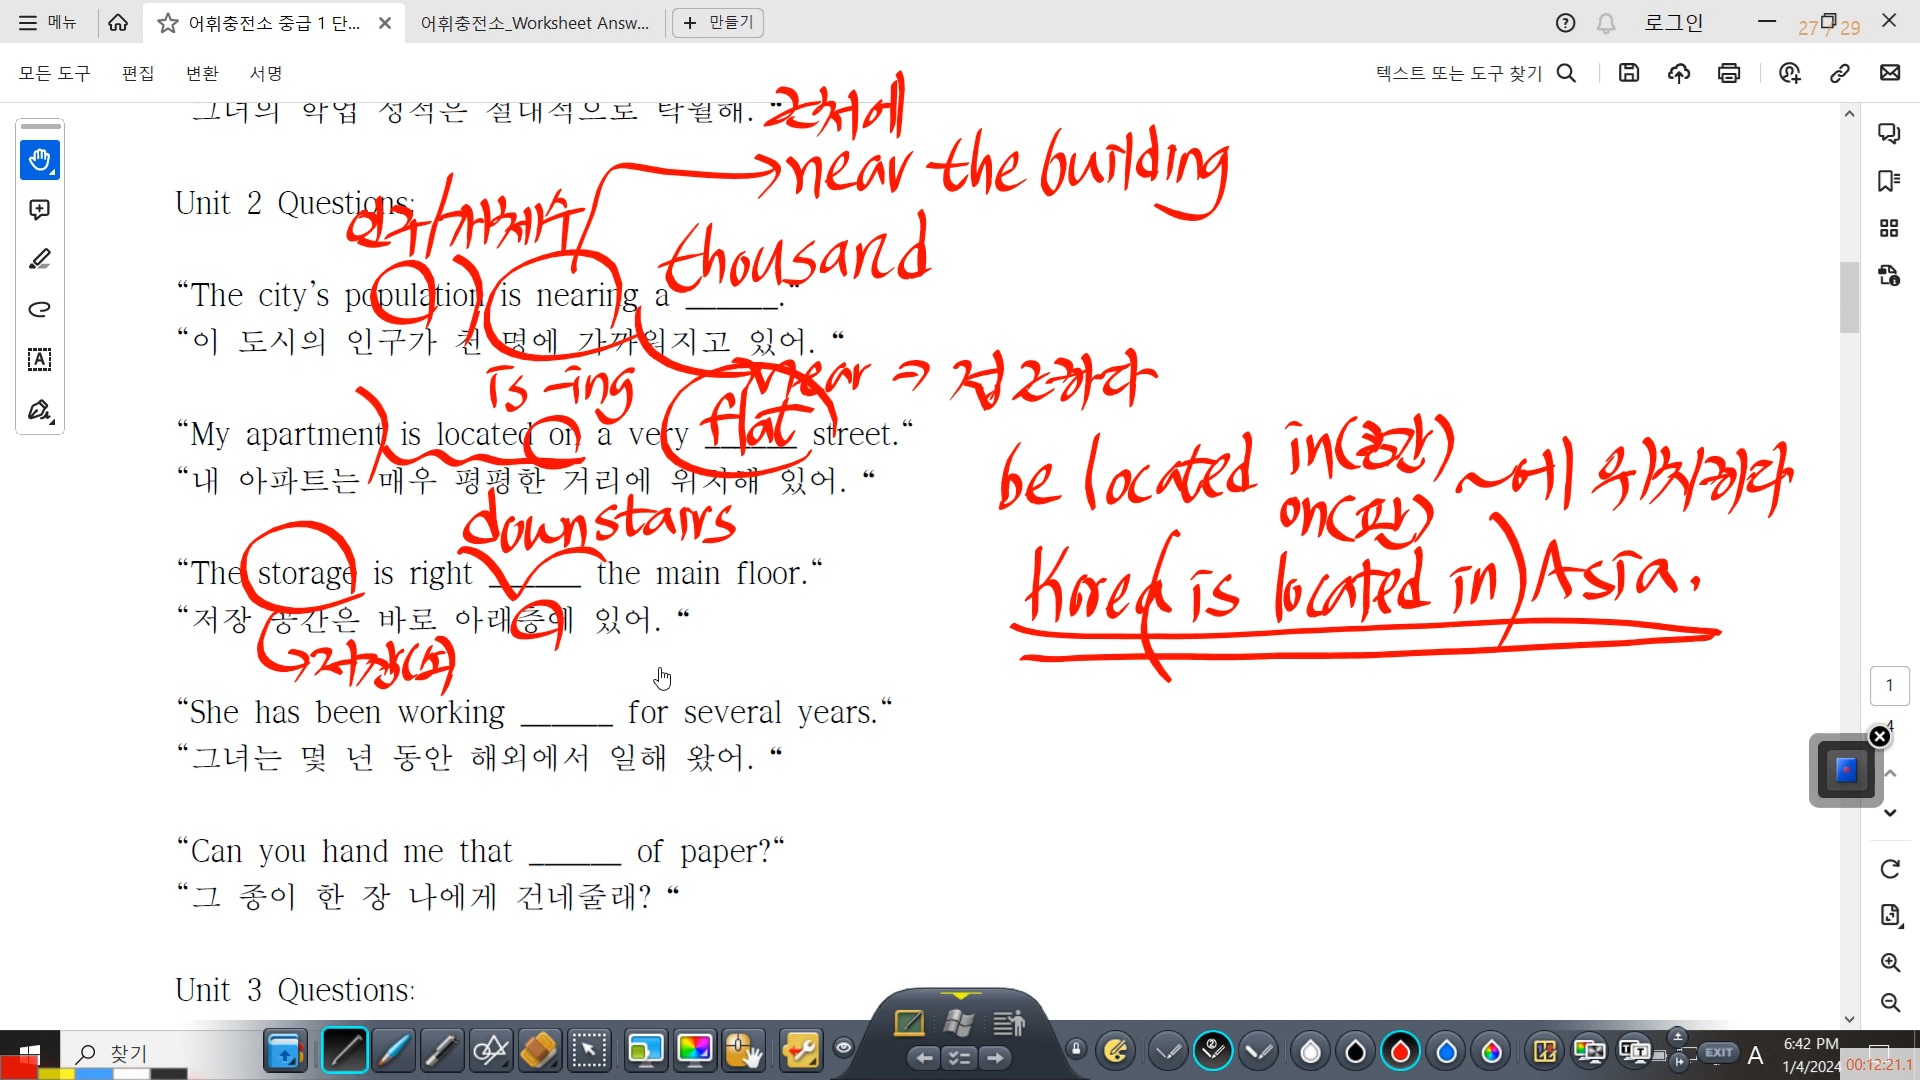 메뉴
어휘충전소 중급 1 단...
어휘충전소_Worksheet Answ...
만들기
로그인
27 / 29
모든 도구 편집 변환 서명
텍스트 또는 도구 찾기
그녀의 학업 성적은 절대적으로 탁월해. “
근처에
near the building
Unit 2 Questions:
인구/개체수
thousand
“The city’s population is nearing a ______.“
“이 도시의 인구가 천 명에 가까워지고 있어. “
is -ing
near ⇒ 접근하다
flat
“My apartment is located on a very ______ street.“
“내 아파트는 매우 평평한 거리에 위치해 있어. “
be located in(공간) ~에 위치하다
on(판)
Korea is located in Asia.
downstairs
“The storage is right ______ the main floor.“
“저장 공간은 바로 아래층에 있어. “
저장(소)
“She has been working ______ for several years.“
“그녀는 몇 년 동안 해외에서 일해 왔어. “
“Can you hand me that ______ of paper?“
“그 종이 한 장 나에게 건네줄래? “
Unit 3 Questions:
1
4
찾기
EXIT
A
6:42 PM
1/4/2024
00:12:21.1